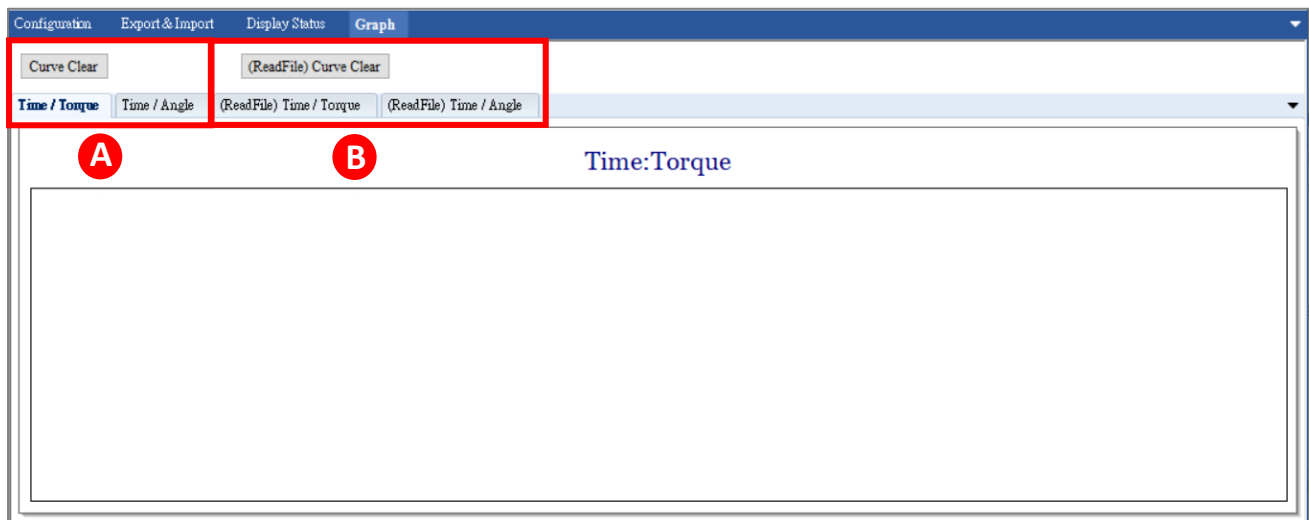 Configuration Export & Import Display Status Graph
Curve Clear (ReadFile) Curve Clear
Time / Torque Time / Angle (ReadFile) Time / Torque (ReadFile) Time / Angle
A B
Time:Torque